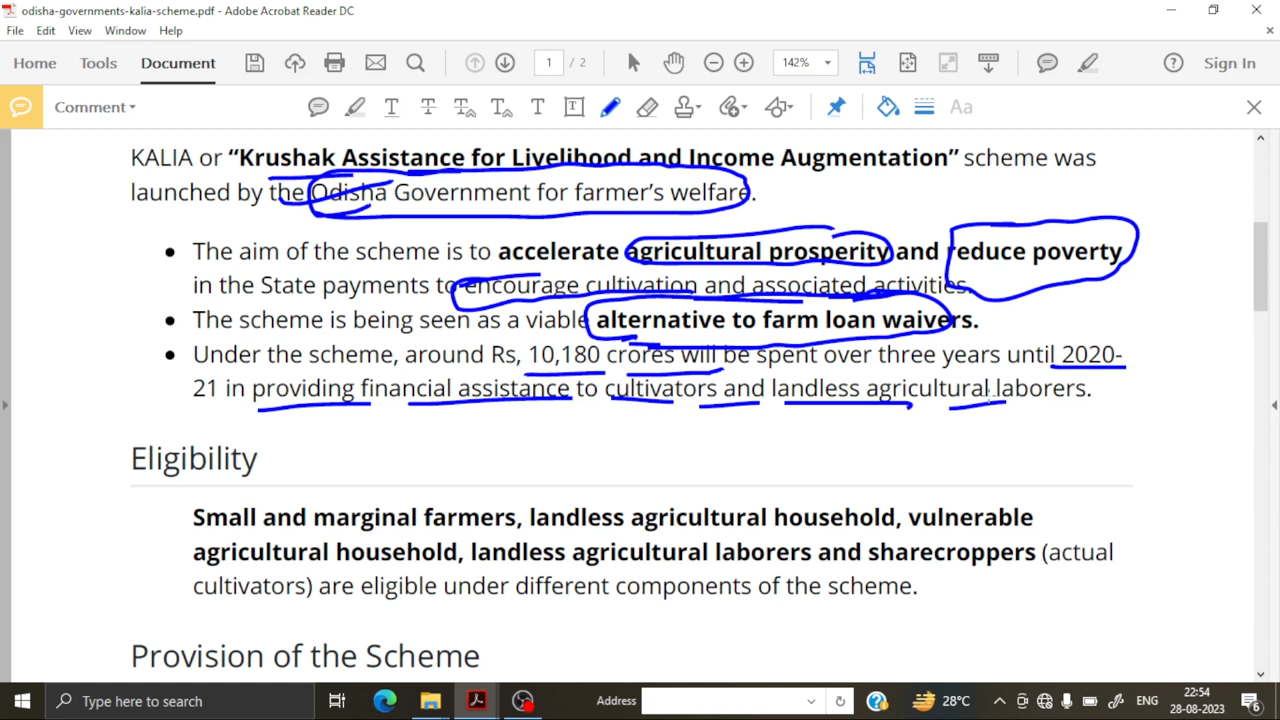 odisha-governments-kalia-scheme.pdf - Adobe Acrobat Reader DC
File Edit View Window Help
Home Tools Document 1 / 2 142% Sign In
Comment T T T T T T Aa
KALIA or “Krushak Assistance for Livelihood and Income Augmentation” scheme was
launched by the Odisha Government for farmer’s welfare.
• The aim of the scheme is to accelerate agricultural prosperity and reduce poverty
in the State payments to encourage cultivation and associated activities.
• The scheme is being seen as a viable alternative to farm loan waivers.
• Under the scheme, around Rs, 10,180 crores will be spent over three years until 2020-
21 in providing financial assistance to cultivators and landless agricultural laborers.
Eligibility
Small and marginal farmers, landless agricultural household, vulnerable
agricultural household, landless agricultural laborers and sharecroppers (actual
cultivators) are eligible under different components of the scheme.
Provision of the Scheme
Type here to search Address 28°C ENG 22:54
28-08-2023 6